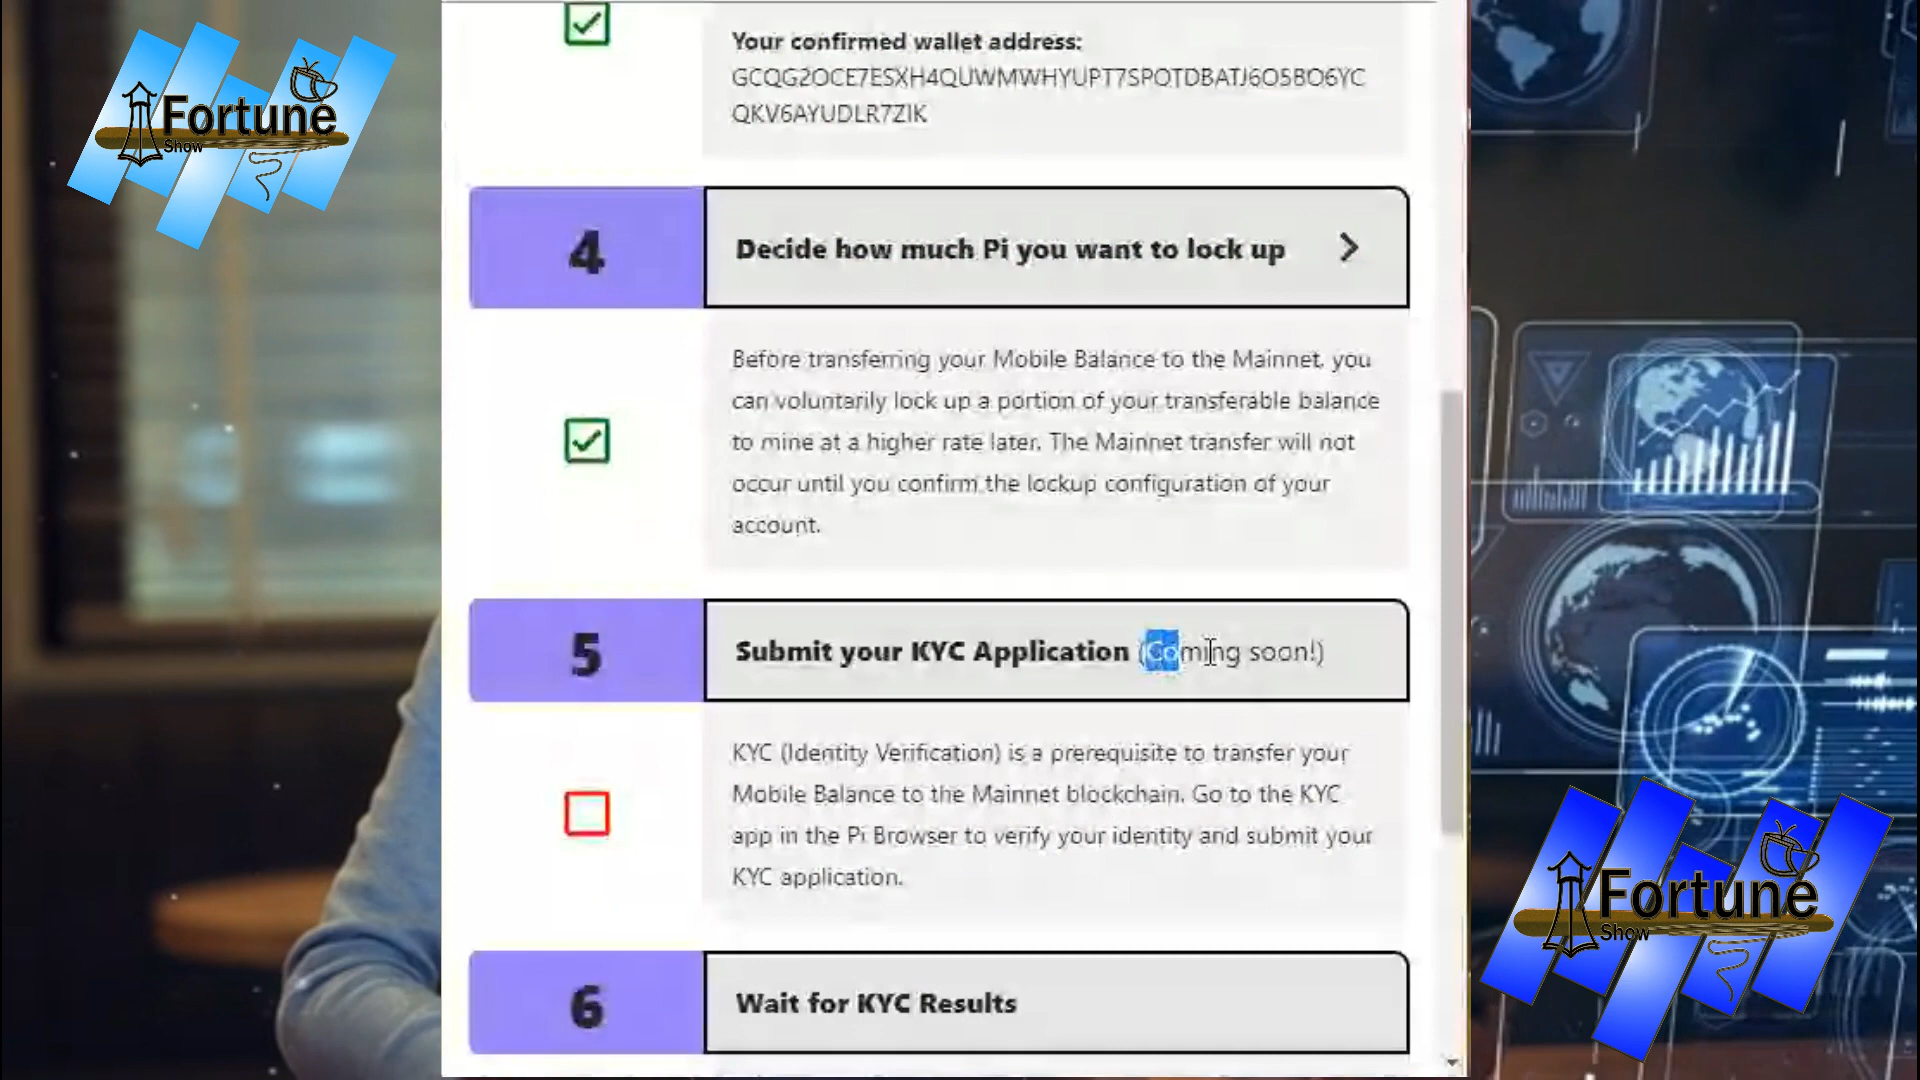 Fortune
Show
Your confirmed wallet address:
GCQG2OCE7ESXH4QUWMWHYUPT7SPOTDBATJ6O5BO6YC
QKV6AYUDLR7ZIK
4
Decide how much Pi you want to lock up
Before transferring your Mobile Balance to the Mainnet, you
can voluntarily lock up a portion of your transferable balance
to mine at a higher rate later. The Mainnet transfer will not
occur until you confirm the lockup configuration of your
account.
5
Submit your KYC Application (Coming soon!)
KYC (Identity Verification) is a prerequisite to transfer your
Mobile Balance to the Mainnet blockchain. Go to the KYC
app in the Pi Browser to verify your identity and submit your
KYC application.
6
Wait for KYC Results
Fortune
Show